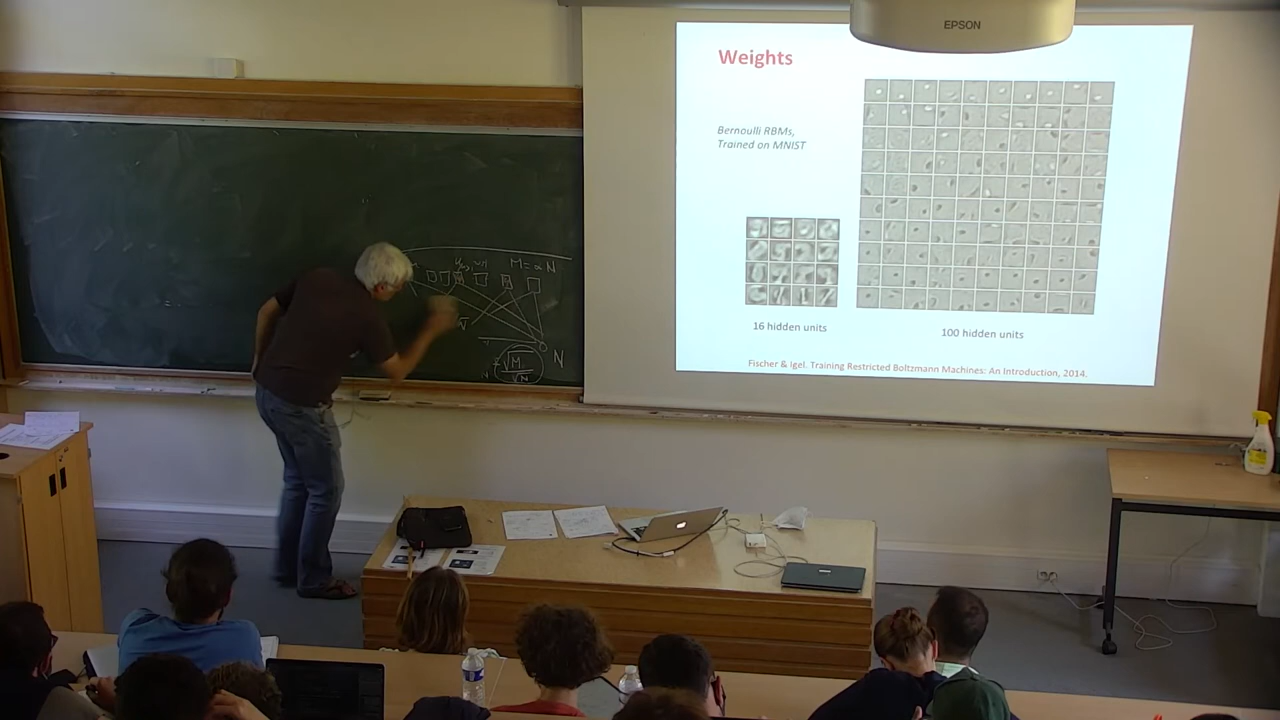 EPSON
Weights
Bernoulli RBMs,
Trained on MNIST
16 hidden units
100 hidden units
Fischer & Igel. Training Restricted Boltzmann Machines: An Introduction, 2014.
M = α N
N
√M
√N